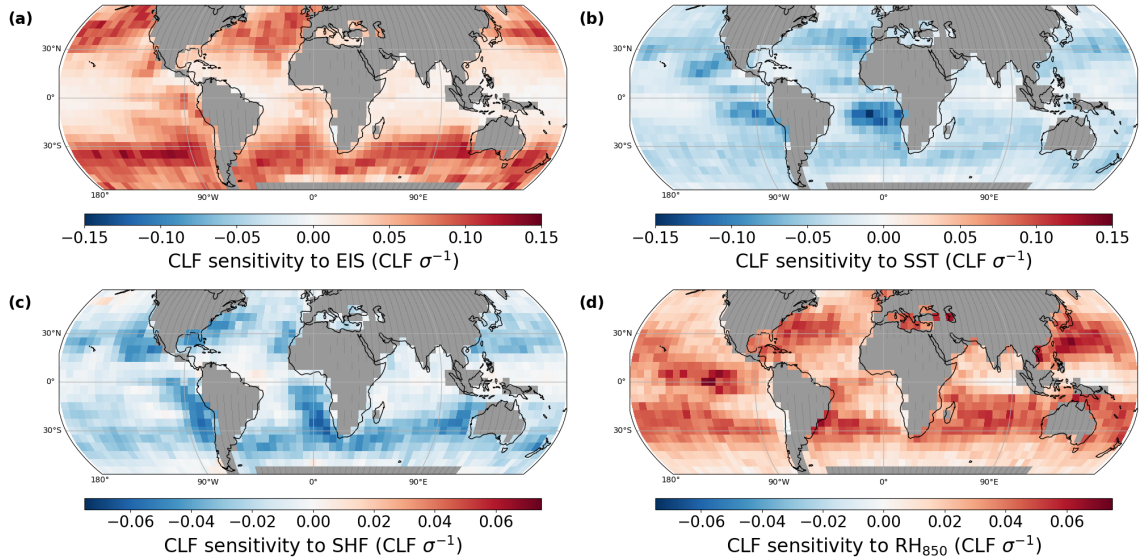 (a)
30°N
0°
30°S
180°
90°W
0°
90°E
−0.15 −0.10 −0.05 0.00 0.05 0.10 0.15
CLF sensitivity to EIS (CLF σ⁻¹)
(b)
30°N
0°
30°S
180°
90°W
0°
90°E
−0.15 −0.10 −0.05 0.00 0.05 0.10 0.15
CLF sensitivity to SST (CLF σ⁻¹)
(c)
30°N
0°
30°S
180°
90°W
0°
90°E
−0.06 −0.04 −0.02 0.00 0.02 0.04 0.06
CLF sensitivity to SHF (CLF σ⁻¹)
(d)
30°N
0°
30°S
180°
90°W
0°
90°E
−0.06 −0.04 −0.02 0.00 0.02 0.04 0.06
CLF sensitivity to RH₈₅₀ (CLF σ⁻¹)